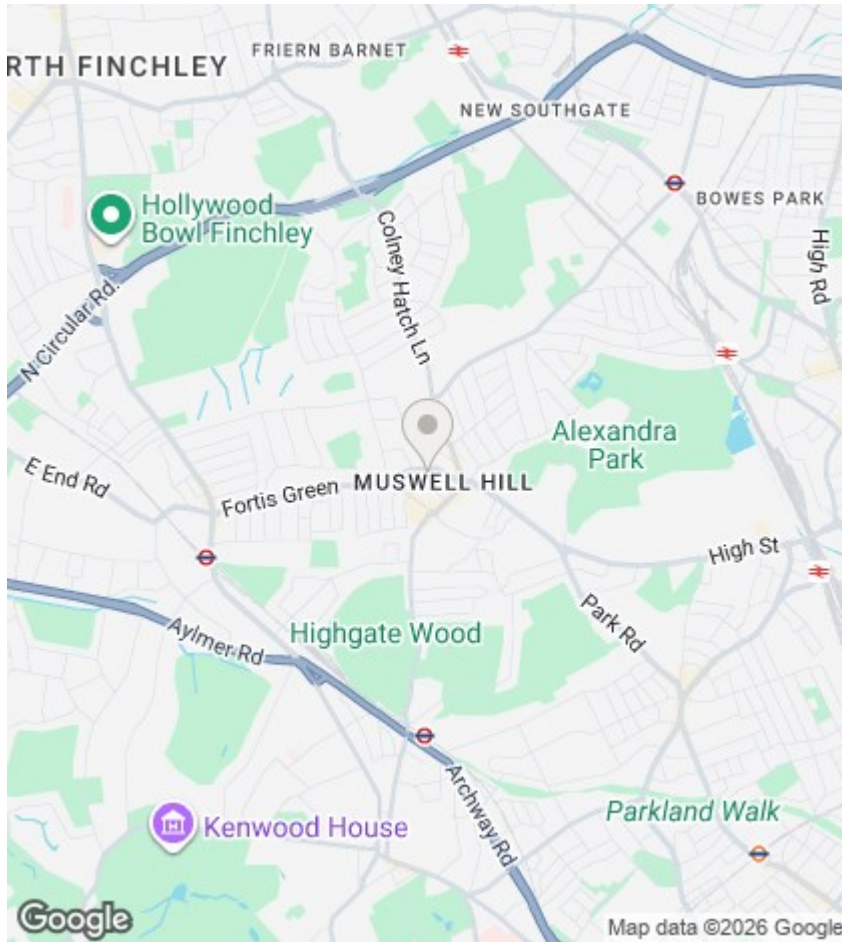 FRIERN BARNET
RTH FINCHLEY
NEW SOUTHGATE
BOWES PARK
Hollywood
Bowl Finchley
Colney Hatch Ln
High Rd
N Circular Rd.
Alexandra
Park
E End Rd
Fortis Green
MUSWELL HILL
High St
Highgate Wood
Park Rd
Aylmer Rd
Kenwood House
Archway Rd
Parkland Walk
Google
Map data ©2026 Google